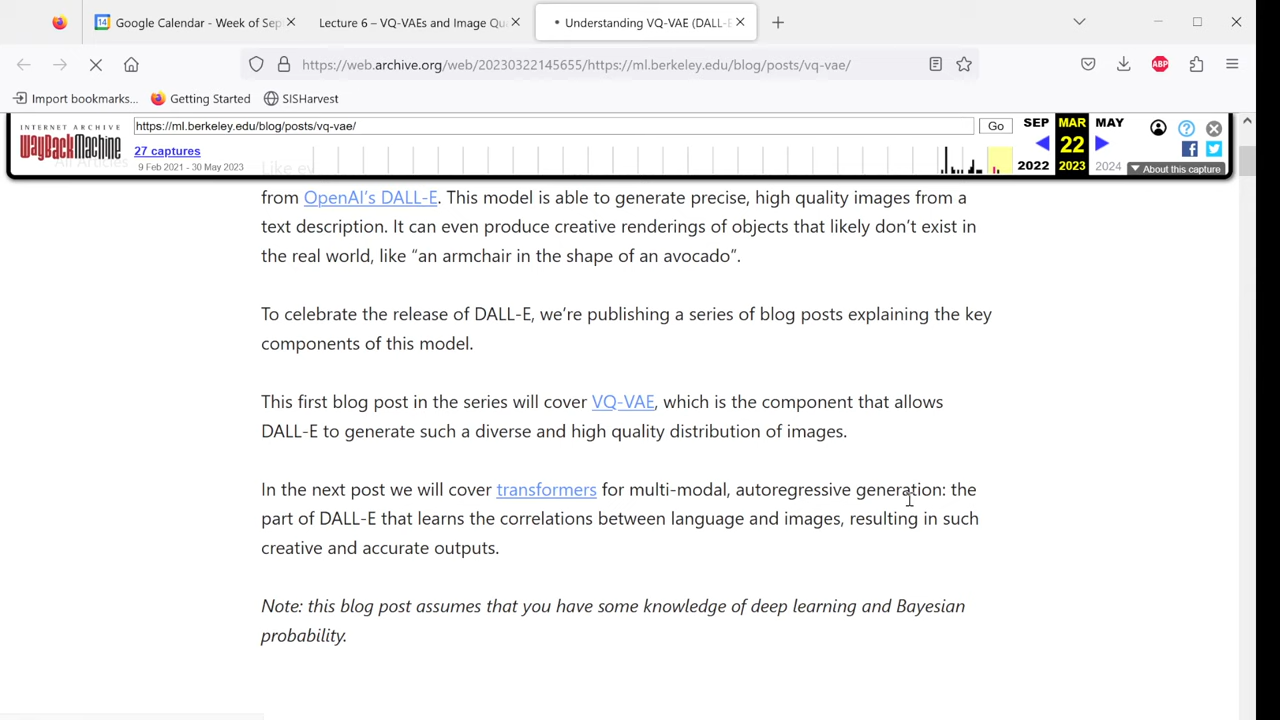 Google Calendar - Week of Sep
Lecture 6 – VQ-VAEs and Image Qu
Understanding VQ-VAE (DALL-E
https://web.archive.org/web/20230322145655/https://ml.berkeley.edu/blog/posts/vq-vae/
ABP
Import bookmarks...
Getting Started
SISHarvest
INTERNET ARCHIVE
WayBackMachine
https://ml.berkeley.edu/blog/posts/vq-vae/
Go
27 captures
9 Feb 2021 - 30 May 2023
SEP MAR MAY
22
2022 2023 2024
About this capture
All Articles
Like ev
from OpenAI’s DALL-E. This model is able to generate precise, high quality images from a
text description. It can even produce creative renderings of objects that likely don’t exist in
the real world, like “an armchair in the shape of an avocado”.
To celebrate the release of DALL-E, we’re publishing a series of blog posts explaining the key
components of this model.
This first blog post in the series will cover VQ-VAE, which is the component that allows
DALL-E to generate such a diverse and high quality distribution of images.
In the next post we will cover transformers for multi-modal, autoregressive generation: the
part of DALL-E that learns the correlations between language and images, resulting in such
creative and accurate outputs.
Note: this blog post assumes that you have some knowledge of deep learning and Bayesian
probability.